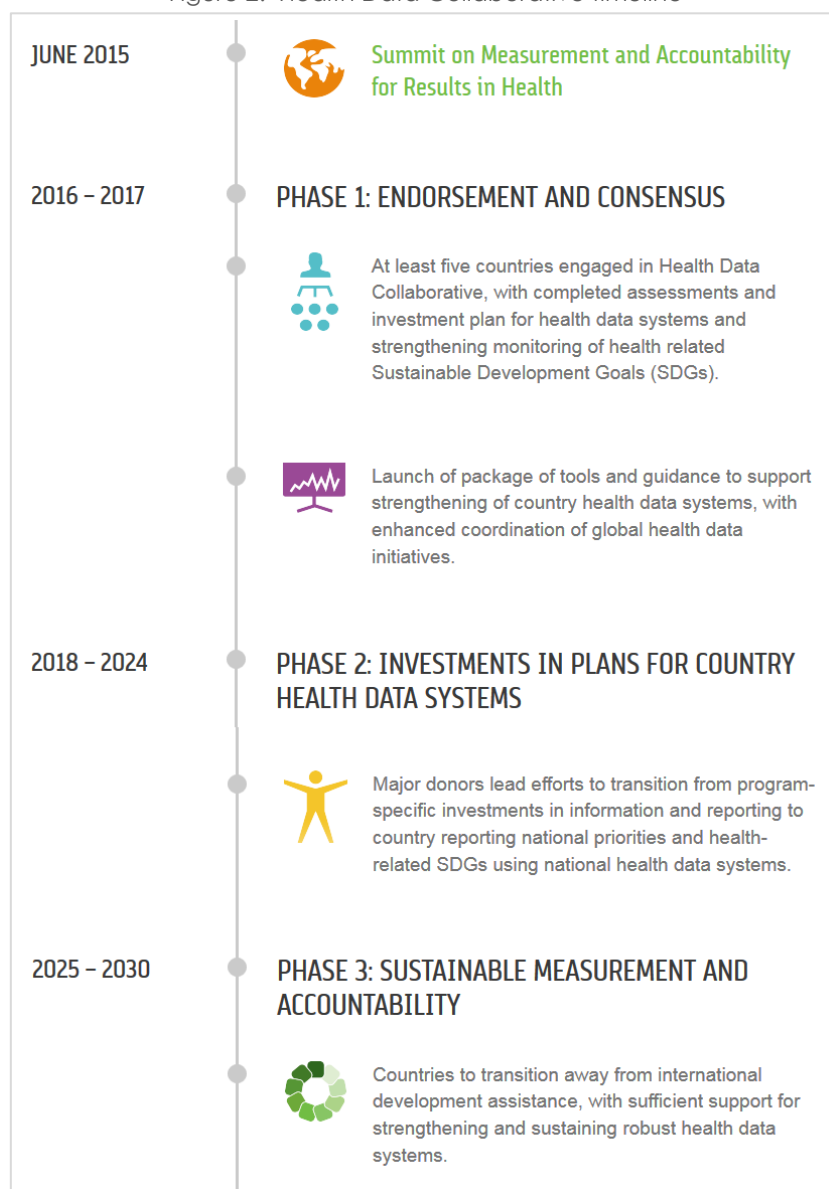 Figure 2: Health Data Collaborative timeline
JUNE 2015
Summit on Measurement and Accountability
for Results in Health
2016 – 2017
PHASE 1: ENDORSEMENT AND CONSENSUS
At least five countries engaged in Health Data
Collaborative, with completed assessments and
investment plan for health data systems and
strengthening monitoring of health related
Sustainable Development Goals (SDGs).
Launch of package of tools and guidance to support
strengthening of country health data systems, with
enhanced coordination of global health data
initiatives.
2018 – 2024
PHASE 2: INVESTMENTS IN PLANS FOR COUNTRY
HEALTH DATA SYSTEMS
Major donors lead efforts to transition from program-
specific investments in information and reporting to
country reporting national priorities and health-
related SDGs using national health data systems.
2025 – 2030
PHASE 3: SUSTAINABLE MEASUREMENT AND
ACCOUNTABILITY
Countries to transition away from international
development assistance, with sufficient support for
strengthening and sustaining robust health data
systems.